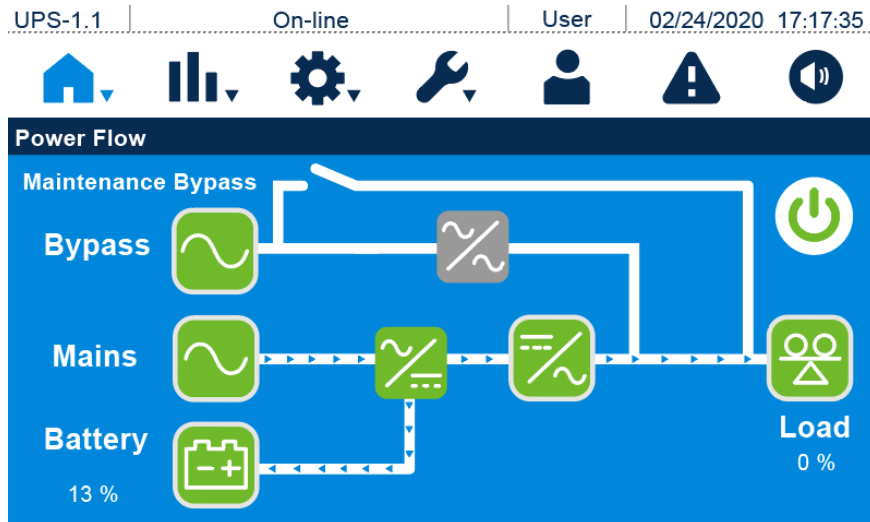 UPS-1.1 On-line User 02/24/2020 17:17:35
Power Flow
Maintenance Bypass
Bypass
Mains
Battery
13 %
Load
0 %